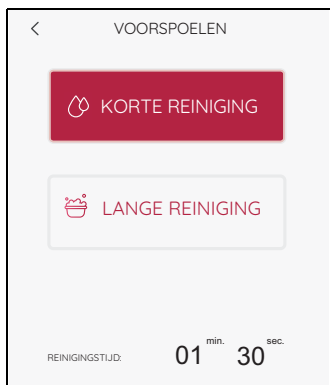 VOORSPOELEN
KORTE REINIGING
LANGE REINIGING
REINIGINGSTIJD: 01 min. 30 sec.